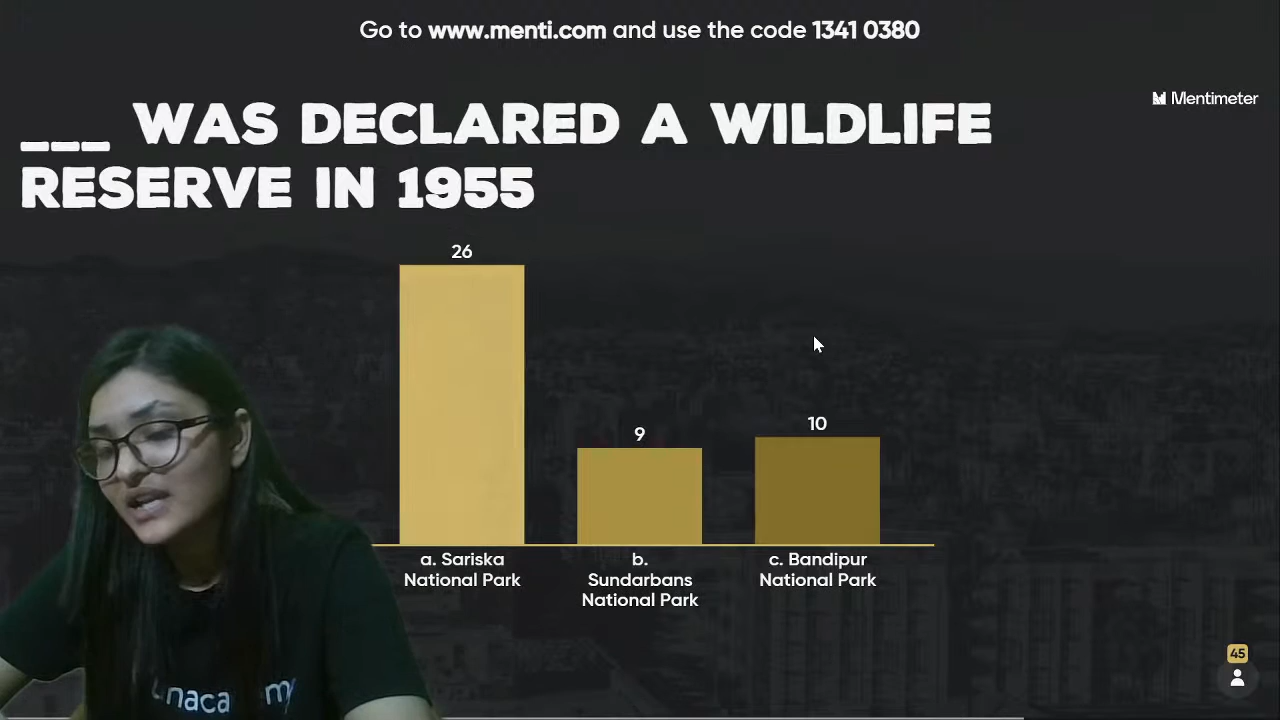 Go to www.menti.com and use the code 1341 0380
Mentimeter
___ WAS DECLARED A WILDLIFE
RESERVE IN 1955
26
9
10
a. Sariska
National Park
b.
Sundarbans
National Park
c. Bandipur
National Park
45